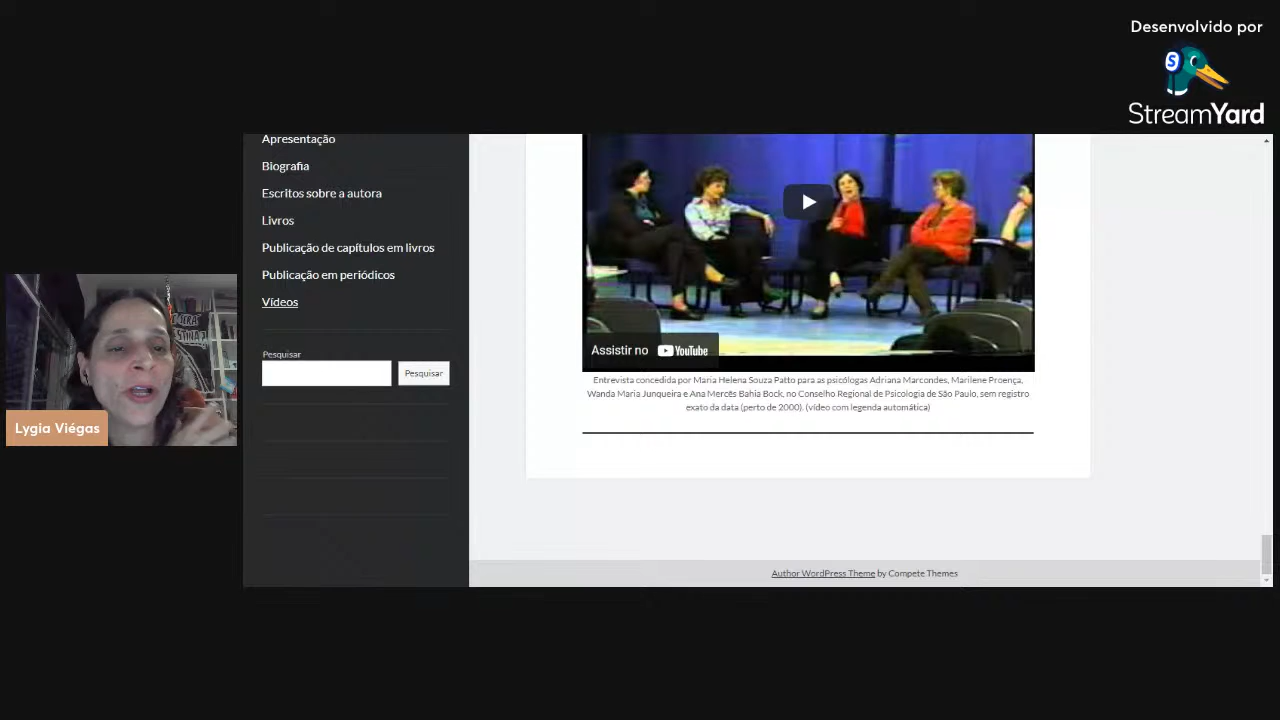 Desenvolvido por
StreamYard
Apresentação
Biografia
Escritos sobre a autora
Livros
Publicação de capítulos em livros
Publicação em periódicos
Vídeos
Pesquisar
Pesquisar
Lygia Viégas
Assistir no YouTube
Entrevista concedida por Maria Helena Souza Patto para as psicólogas Adriana Marcondes, Marilene Proença,
Wanda Maria Junqueira e Ana Mercês Bahia Bock, no Conselho Regional de Psicologia de São Paulo, sem registro
exato da data (perto de 2000). (vídeo com legenda automática)
Author WordPress Theme by Compete Themes